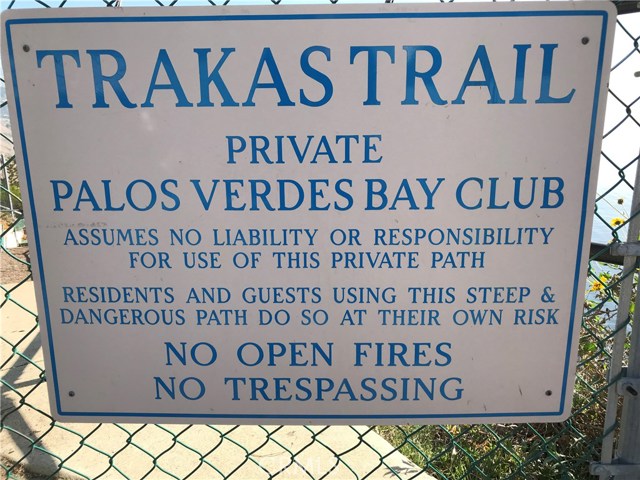 TRAKAS TRAIL
PRIVATE
PALOS VERDES BAY CLUB
ASSUMES NO LIABILITY OR RESPONSIBILITY
FOR USE OF THIS PRIVATE PATH
RESIDENTS AND GUESTS USING THIS STEEP &
DANGEROUS PATH DO SO AT THEIR OWN RISK
NO OPEN FIRES
NO TRESPASSING